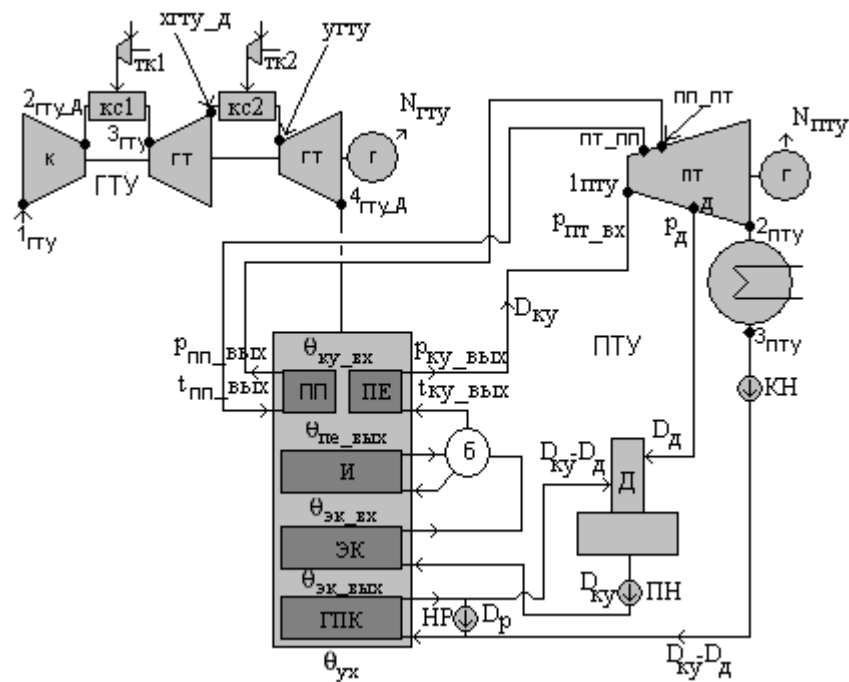 хгту_д
угту
тк1
тк2
2гту_д
кс1
кс2
Nгту
пп_пт
Nпту
3гту
пт_пп
к
гт
гт
г
пт
г
ГТУ
1пту
4гту_д
д
1гту
pпт_вх
pд
2пту
Dку
ПТУ
3пту
pпп_вых
θку_вх
pку_вых
tпп_вых
ПП
ПЕ
tку_вых
КН
θпе_вых
б
Dку-Dд
Dд
И
Д
θэк_вх
ЭК
θэк_вых
Dку
ПН
ГПК
НР
Dр
θух
Dку-Dд